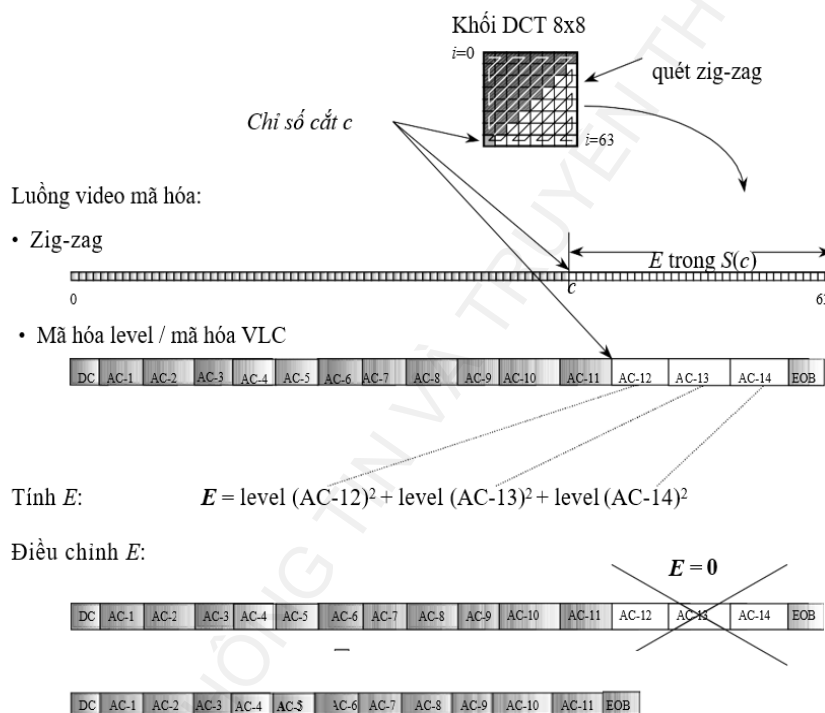 Khối DCT 8x8
i=0
quét zig-zag
Chỉ số cắt c
i=63
Luồng video mã hóa:
• Zig-zag
E trong S(c)
c
0
• Mã hóa level / mã hóa VLC
DC AC-1 AC-2 AC-3 AC-4 AC-5 AC-6 AC-7 AC-8 AC-9 AC-10 AC-11 AC-12 AC-13 AC-14 EOB
Tính E: E = level (AC-12)² + level (AC-13)² + level (AC-14)²
Điều chỉnh E:
E = 0
DC AC-1 AC-2 AC-3 AC-4 AC-5 AC-6 AC-7 AC-8 AC-9 AC-10 AC-11 AC-12 AC-13 AC-14 EOB
DC AC-1 AC-2 AC-3 AC-4 AC-5 AC-6 AC-7 AC-8 AC-9 AC-10 AC-11 EOB